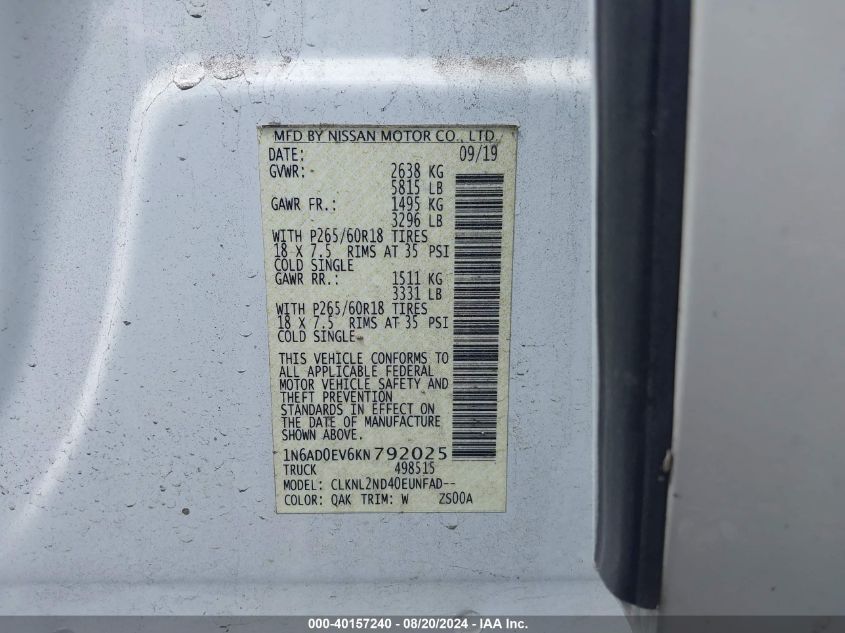 MFD BY NISSAN MOTOR CO., LTD.
DATE: 09/19
GVWR: 2638 KG
5815 LB
GAWR FR.: 1495 KG
3296 LB
WITH P265/60R18 TIRES
18 X 7.5 RIMS AT 35 PSI
COLD SINGLE
GAWR RR.: 1511 KG
3331 LB
WITH P265/60R18 TIRES
18 X 7.5 RIMS AT 35 PSI
COLD SINGLE
THIS VEHICLE CONFORMS TO
ALL APPLICABLE FEDERAL
MOTOR VEHICLE SAFETY AND
THEFT PREVENTION
STANDARDS IN EFFECT ON
THE DATE OF MANUFACTURE
SHOWN ABOVE.
1N6AD0EV6KN792025
TRUCK 498515
MODEL: CLKNL2ND40EUNFAD--
COLOR: QAK TRIM: W ZS00A
000-40157240 - 08/20/2024 - IAA Inc.